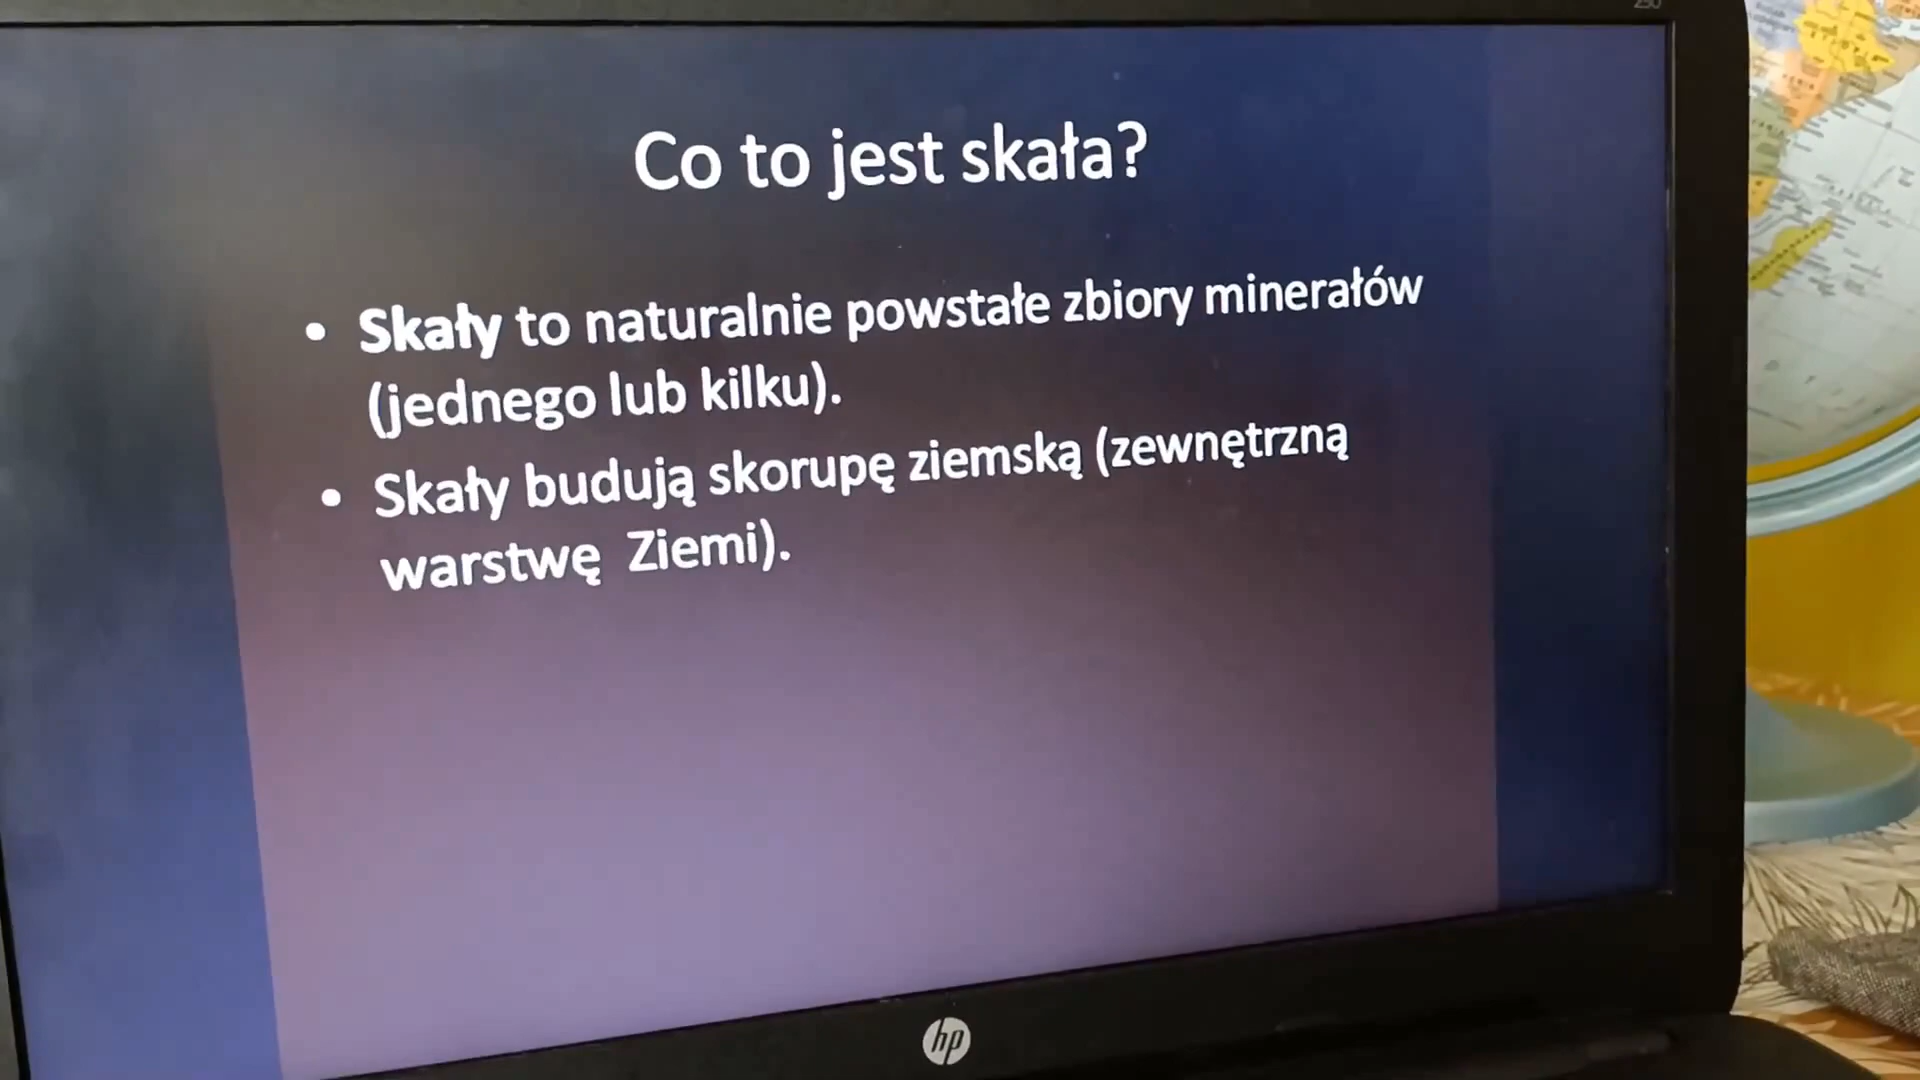 250
Co to jest skała?
• Skały to naturalnie powstałe zbiory minerałów
(jednego lub kilku).
• Skały budują skorupę ziemską (zewnętrzną
warstwę Ziemi).
hp